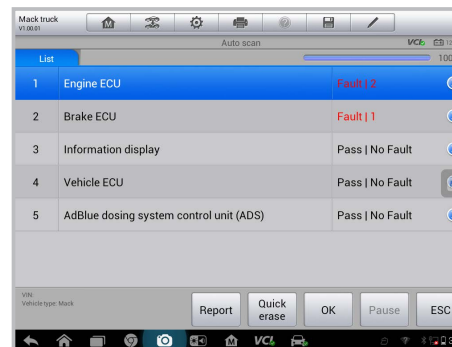 Mack truck
V1.00.01
Auto scan
VCI
List
100
1 Engine ECU Fault | 2
2 Brake ECU Fault | 1
3 Information display Pass | No Fault
4 Vehicle ECU Pass | No Fault
5 AdBlue dosing system control unit (ADS) Pass | No Fault
VIN:
Vehicle type: Mack
Report
Quick
erase
OK
Pause
ESC
VCI